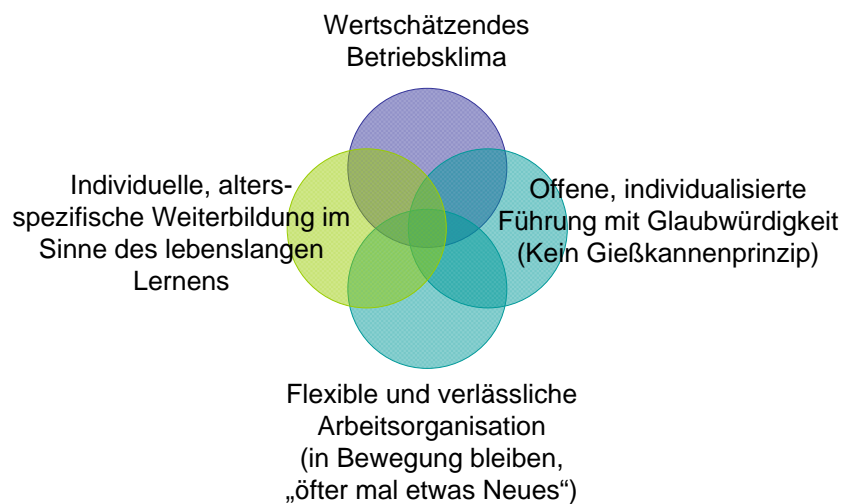 Wertschätzendes
Betriebsklima
Individuelle, alters-
spezifische Weiterbildung im
Sinne des lebenslangen
Lernens
Offene, individualisierte
Führung mit Glaubwürdigkeit
(Kein Gießkannenprinzip)
Flexible und verlässliche
Arbeitsorganisation
(in Bewegung bleiben,
„öfter mal etwas Neues“)